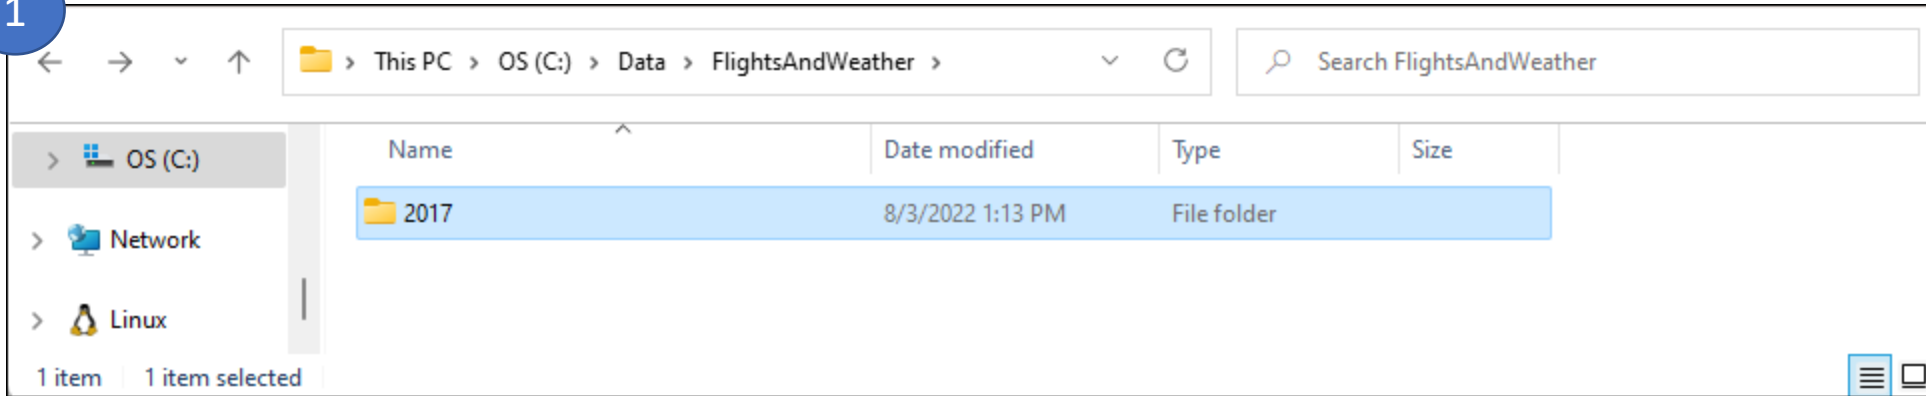 1
This PC > OS (C:) > Data > FlightsAndWeather >
Search FlightsAndWeather
OS (C:)
Network
Linux
Name Date modified Type Size
2017 8/3/2022 1:13 PM File folder
1 item 1 item selected